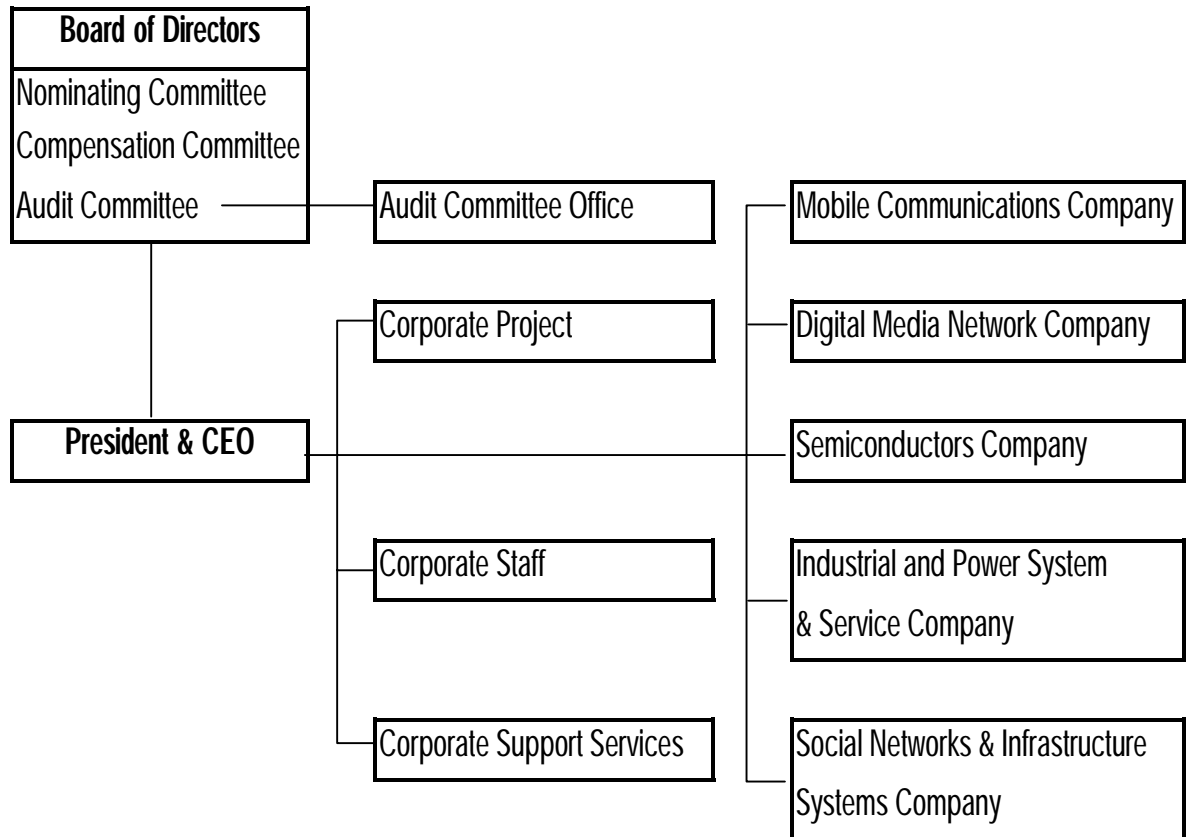 Board of Directors
Nominating Committee
Compensation Committee
Audit Committee
Audit Committee Office
Mobile Communications Company
Corporate Project
Digital Media Network Company
President & CEO
Semiconductors Company
Corporate Staff
Industrial and Power System
& Service Company
Corporate Support Services
Social Networks & Infrastructure
Systems Company